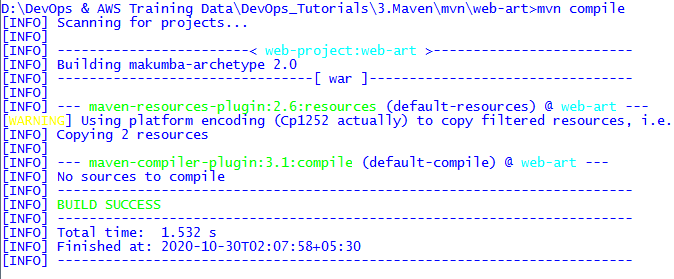 D:\DevOps & AWS Training Data\DevOps_Tutorials\3.Maven\mvn\web-art>mvn compile
[INFO] Scanning for projects...
[INFO]
[INFO] ----------------------< web-project:web-art >-----------------------
[INFO] Building makumba-archetype 2.0
[INFO] --------------------------------[ war ]---------------------------------
[INFO]
[INFO] --- maven-resources-plugin:2.6:resources (default-resources) @ web-art ---
[WARNING] Using platform encoding (Cp1252 actually) to copy filtered resources, i.e.
[INFO] Copying 2 resources
[INFO]
[INFO] --- maven-compiler-plugin:3.1:compile (default-compile) @ web-art ---
[INFO] No sources to compile
[INFO] ------------------------------------------------------------------------
[INFO] BUILD SUCCESS
[INFO] ------------------------------------------------------------------------
[INFO] Total time:  1.532 s
[INFO] Finished at: 2020-10-30T02:07:58+05:30
[INFO] ------------------------------------------------------------------------